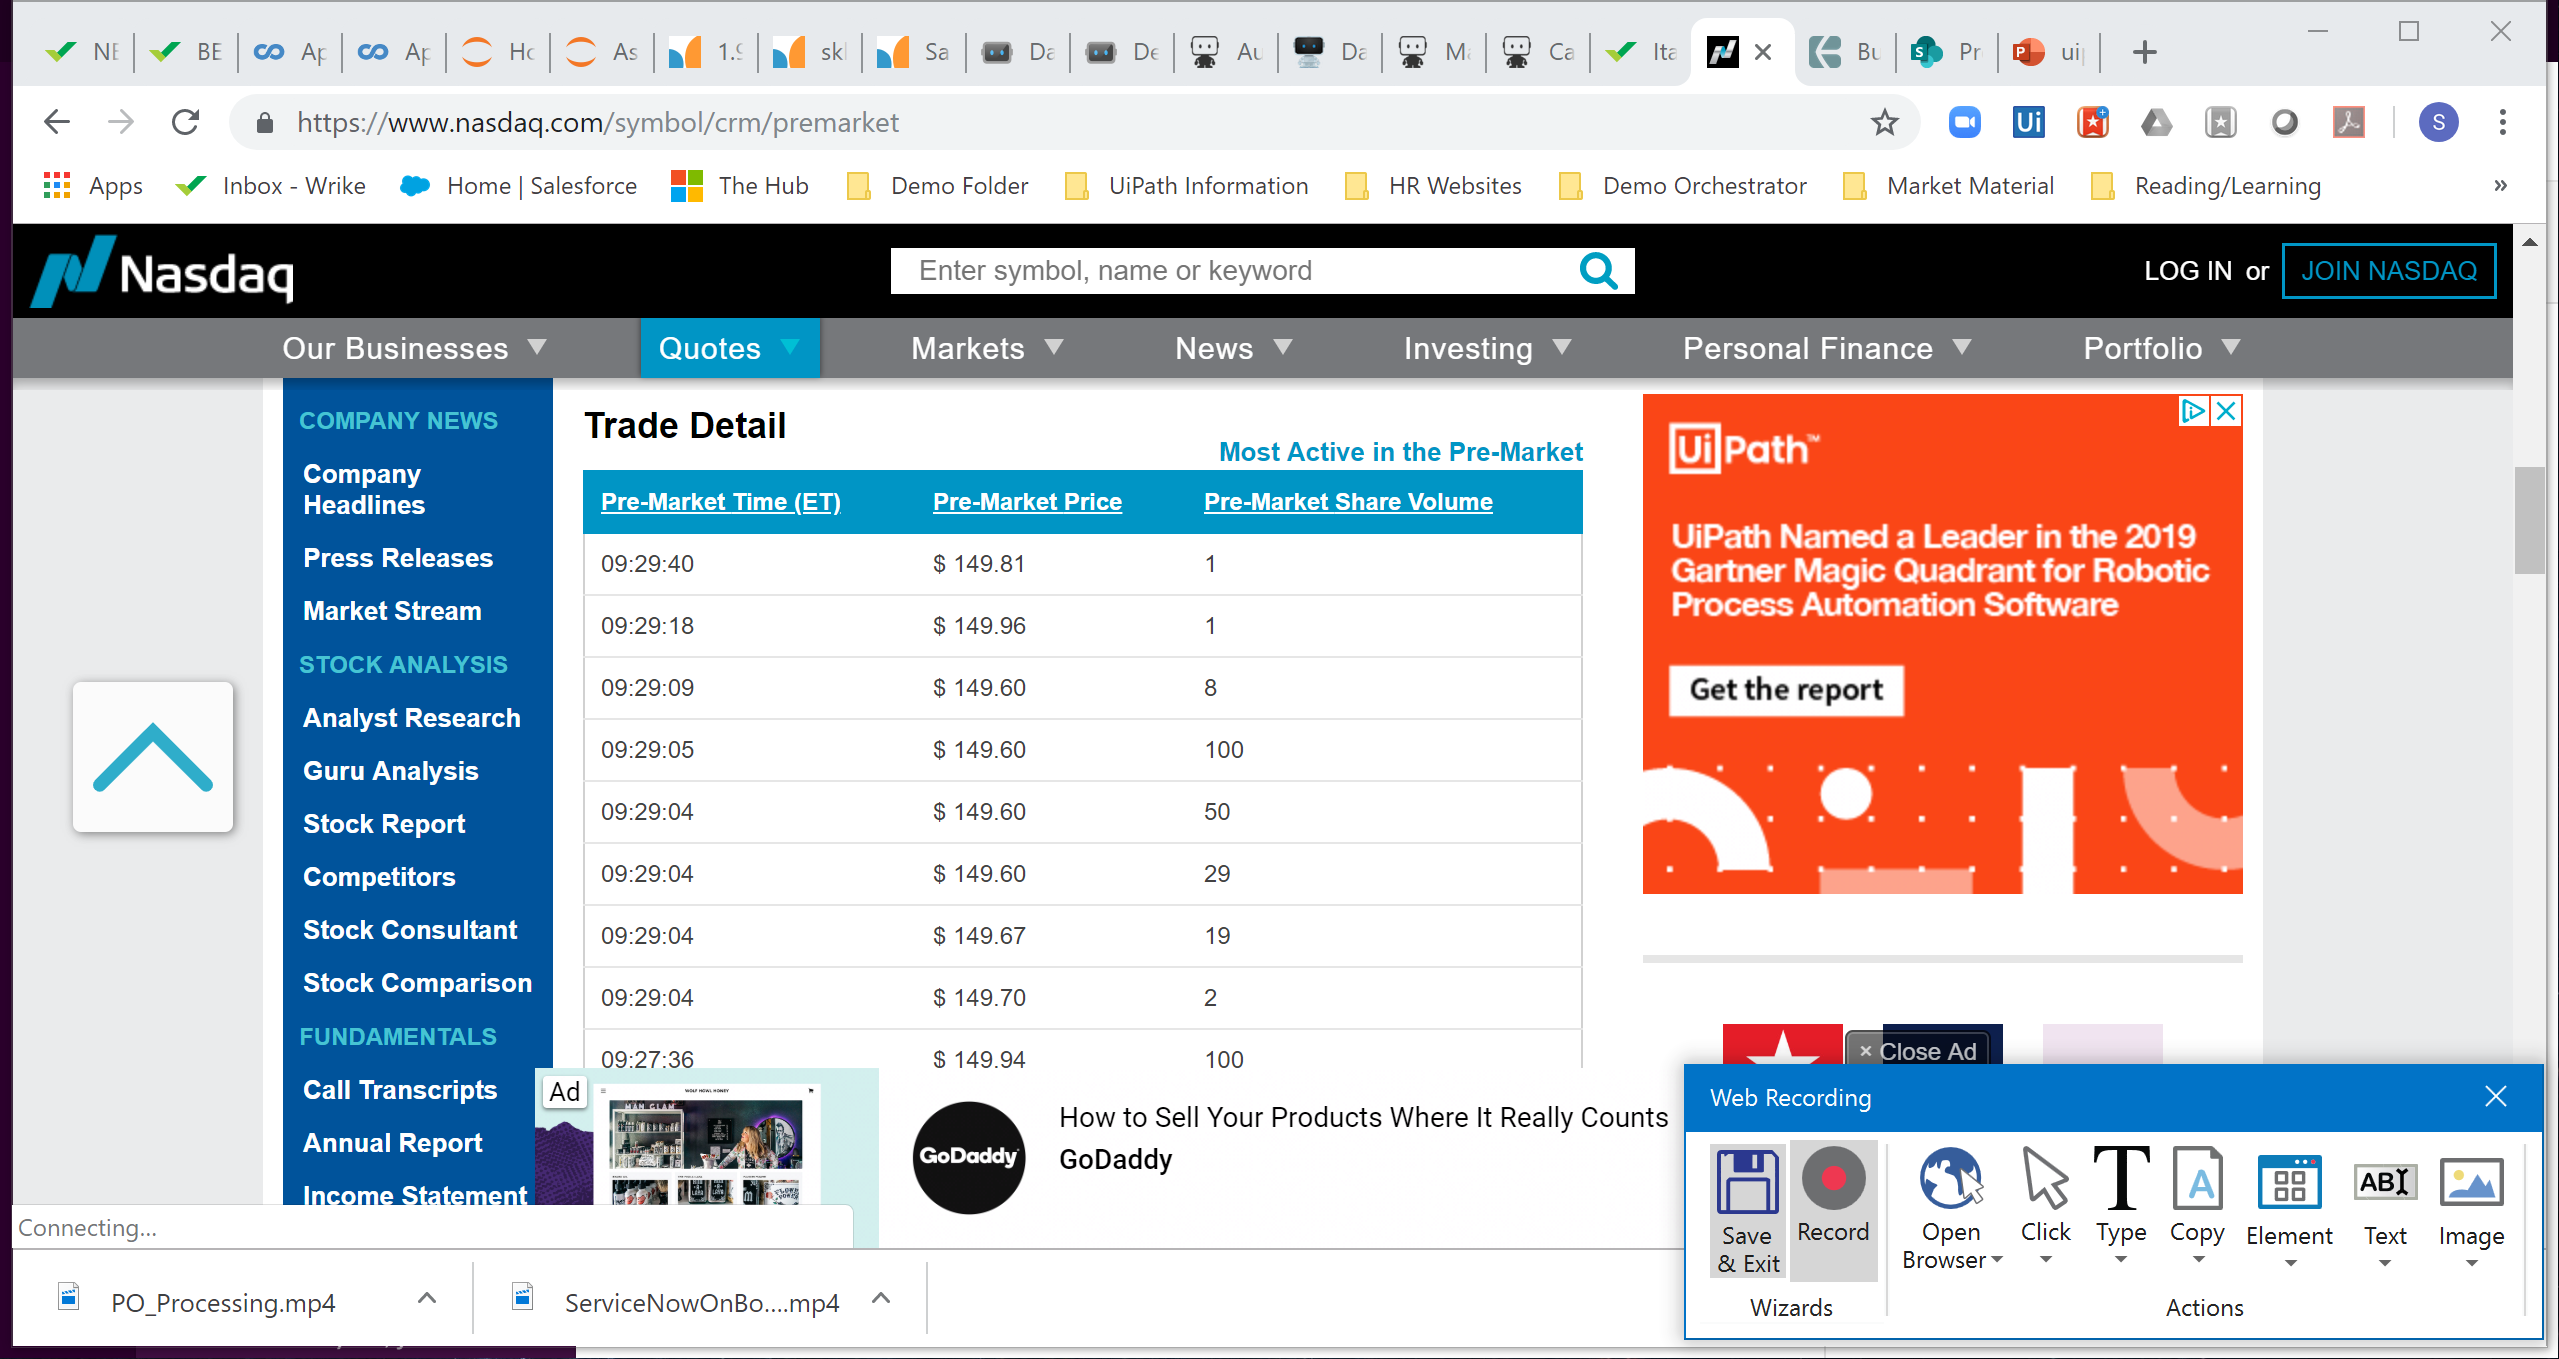 NE
BE
Ap
Ap
Ho
As
1.9
skl
Sa
Da
De
Au
Da
Ma
Ca
Ita
Bu
Pr
uip
https://www.nasdaq.com/symbol/crm/premarket
Ui
S
Apps
Inbox - Wrike
Home | Salesforce
The Hub
Demo Folder
UiPath Information
HR Websites
Demo Orchestrator
Market Material
Reading/Learning
»
Nasdaq
Enter symbol, name or keyword
LOG IN or JOIN NASDAQ
Our Businesses
Quotes
Markets
News
Investing
Personal Finance
Portfolio
COMPANY NEWS
Company
Headlines
Press Releases
Market Stream
STOCK ANALYSIS
Analyst Research
Guru Analysis
Stock Report
Competitors
Stock Consultant
Stock Comparison
FUNDAMENTALS
Call Transcripts
Annual Report
Income Statement
Trade Detail
Most Active in the Pre-Market
Pre-Market Time (ET) Pre-Market Price Pre-Market Share Volume
09:29:40 $ 149.81 1
09:29:18 $ 149.96 1
09:29:09 $ 149.60 8
09:29:05 $ 149.60 100
09:29:04 $ 149.60 50
09:29:04 $ 149.60 29
09:29:04 $ 149.67 19
09:29:04 $ 149.70 2
09:27:36 $ 149.94 100
UiPath™
UiPath Named a Leader in the 2019
Gartner Magic Quadrant for Robotic
Process Automation Software
Get the report
× Close Ad
Ad
WOLF HOWL HONEY
MAN GLAM
GoDaddy
How to Sell Your Products Where It Really Counts
GoDaddy
Connecting...
PO_Processing.mp4
ServiceNowOnBo....mp4
Web Recording
Save
& Exit
Record
Open
Browser
Click
Type
Copy
Element
Text
Image
Wizards
Actions